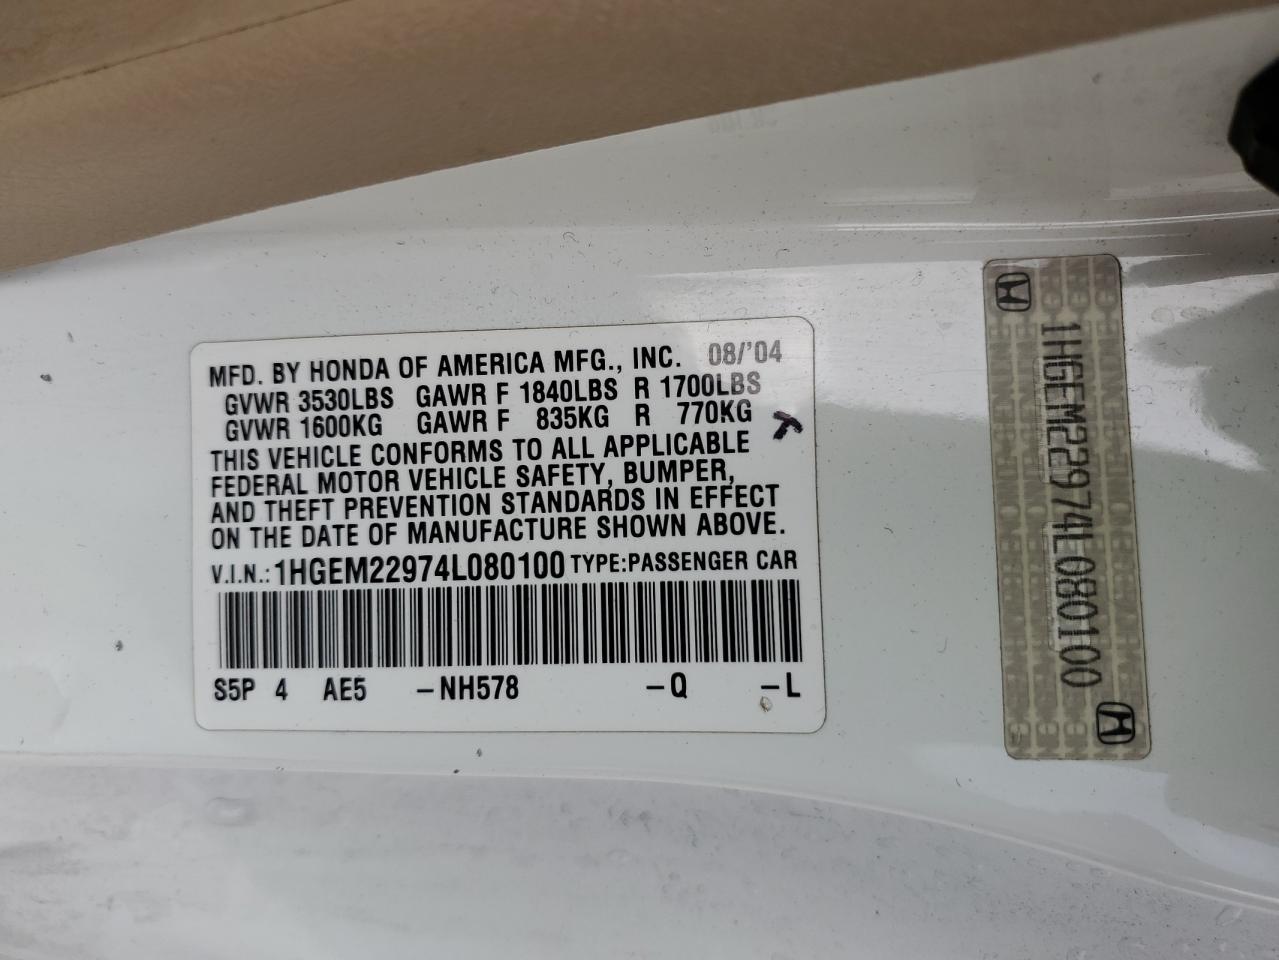 MFD. BY HONDA OF AMERICA MFG., INC. 08/'04
GVWR 3530LBS GAWR F 1840LBS R 1700LBS
GVWR 1600KG GAWR F 835KG R 770KG
THIS VEHICLE CONFORMS TO ALL APPLICABLE
FEDERAL MOTOR VEHICLE SAFETY, BUMPER,
AND THEFT PREVENTION STANDARDS IN EFFECT
ON THE DATE OF MANUFACTURE SHOWN ABOVE.
V.I.N.: 1HGEM22974L080100 TYPE:PASSENGER CAR
S5P 4 AE5 -NH578 -Q -L
1HGEM22974L080100